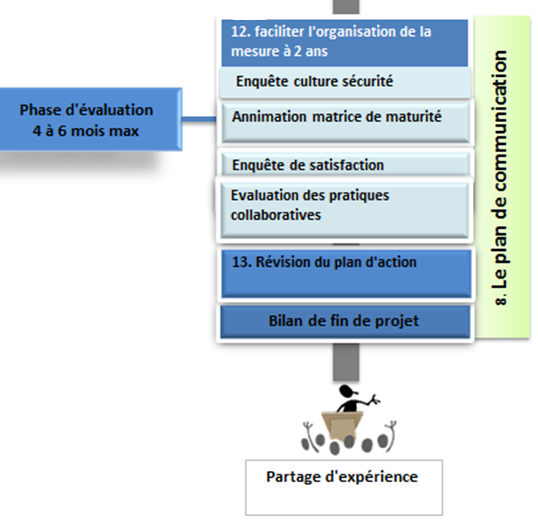 12. faciliter l'organisation de la
mesure à 2 ans
Enquête culture sécurité
Phase d'évaluation
4 à 6 mois max
Annimation matrice de maturité
Enquête de satisfaction
Evaluation des pratiques
collaboratives
13. Révision du plan d'action
Bilan de fin de projet
8. Le plan de communication
Partage d'expérience